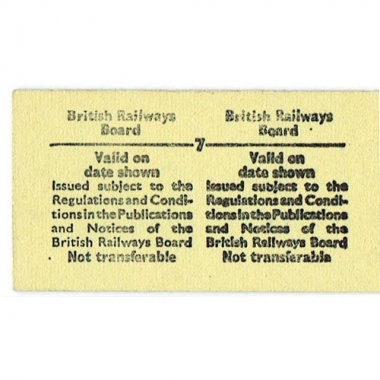 British Railways
Board
British Railways
Board
7
Valid on
date shown
Issued subject to the
Regulations and Condi-
tions in the Publications
and Notices of the
British Railways Board
Not transferable
Valid on
date shown
Issued subject to the
Regulations and Condi-
tions in the Publications
and Notices of the
British Railways Board
Not transferable